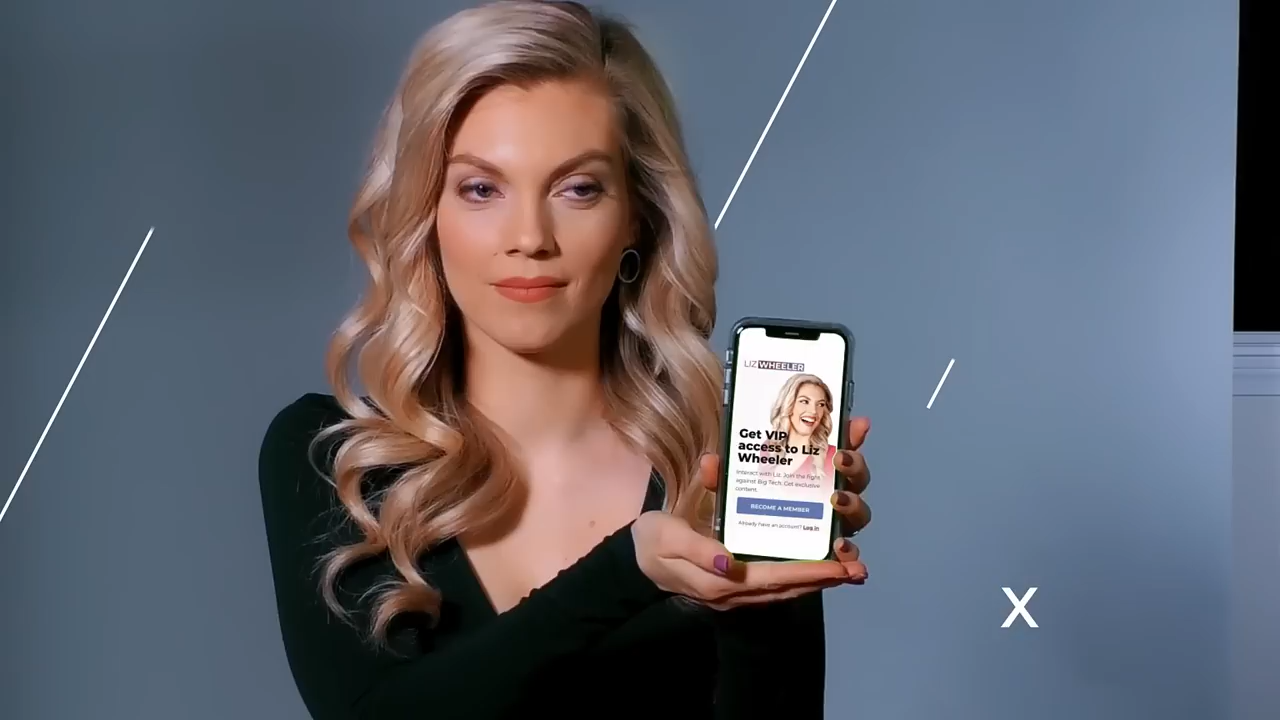 LIZ WHEELER
Get VIP
access to Liz
Wheeler
Interact with Liz. Join the fight
against Big Tech. Get exclusive
content.
BECOME A MEMBER
Already have an account? Log in
X